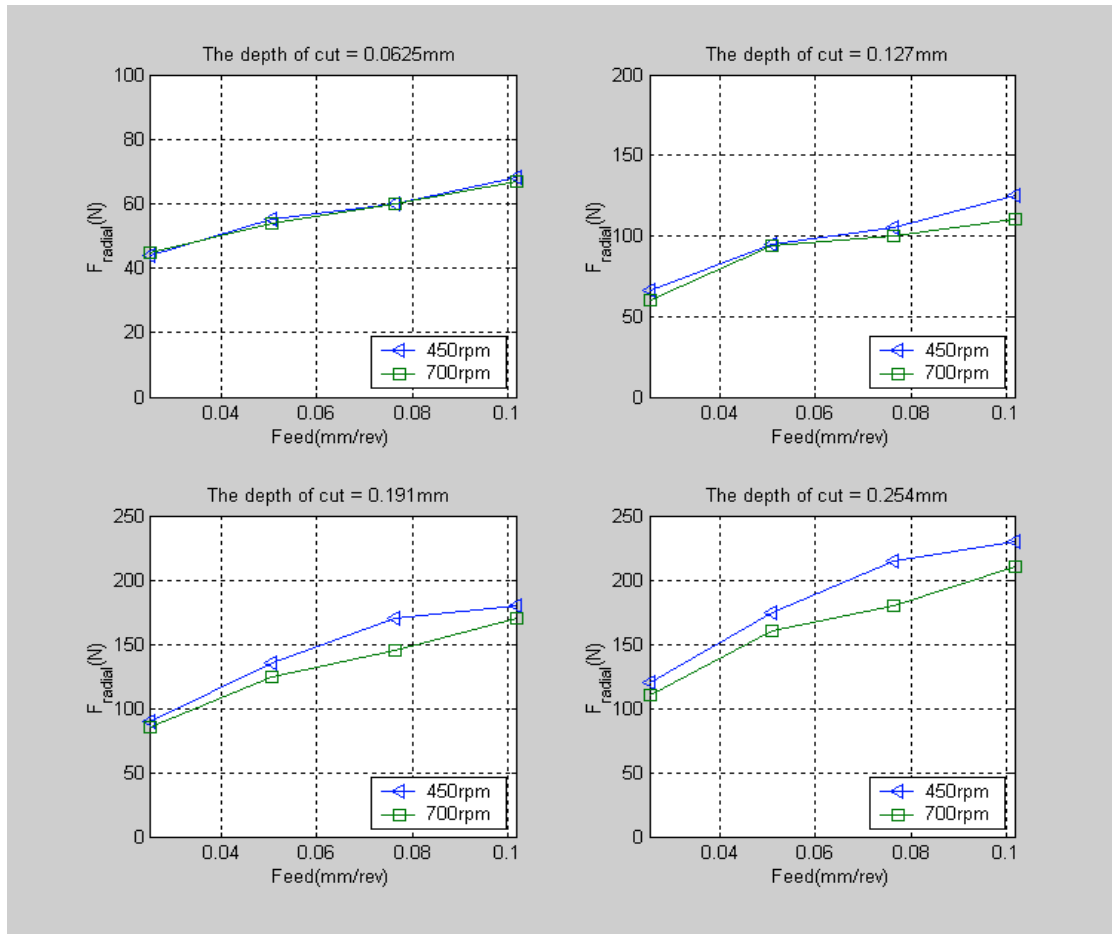 The depth of cut = 0.0625mm
100
80
60
40
20
0
F_radial(N)
0.04 0.06 0.08 0.1
Feed(mm/rev)
450rpm
700rpm
The depth of cut = 0.127mm
200
150
100
50
0
F_radial(N)
0.04 0.06 0.08 0.1
Feed(mm/rev)
450rpm
700rpm
The depth of cut = 0.191mm
250
200
150
100
50
0
F_radial(N)
0.04 0.06 0.08 0.1
Feed(mm/rev)
450rpm
700rpm
The depth of cut = 0.254mm
250
200
150
100
50
0
F_radial(N)
0.04 0.06 0.08 0.1
Feed(mm/rev)
450rpm
700rpm